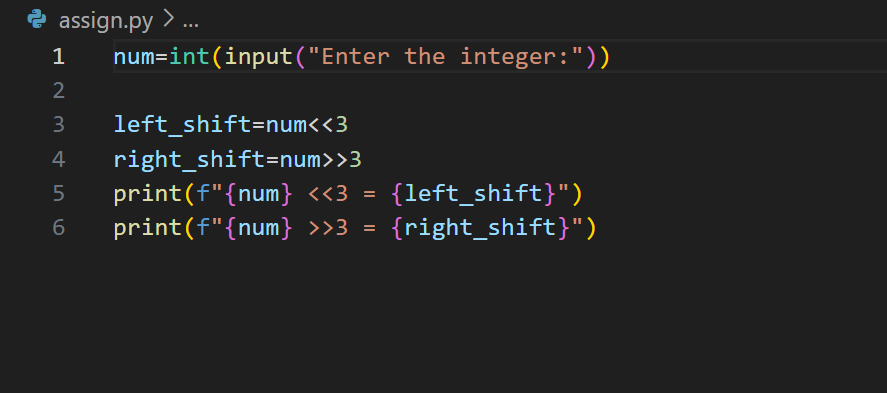 assign.py > ...
1 num=int(input("Enter the integer:"))
2
3 left_shift=num<<3
4 right_shift=num>>3
5 print(f"{num} <<3 = {left_shift}")
6 print(f"{num} >>3 = {right_shift}")